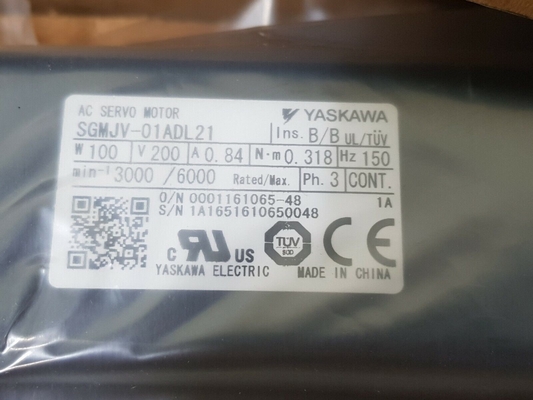 AC SERVO MOTOR
YASKAWA
SGMJV-01ADL21
Ins. B/B UL/TÜV
W 100 V 200 A 0.84 N·m 0.318 Hz 150
min⁻¹ 3000 /6000 Rated/Max. Ph. 3 CONT.
O/N 0001161065-48 1A
S/N 1A1651610650048
C RU US
TÜV
CE
YASKAWA ELECTRIC MADE IN CHINA